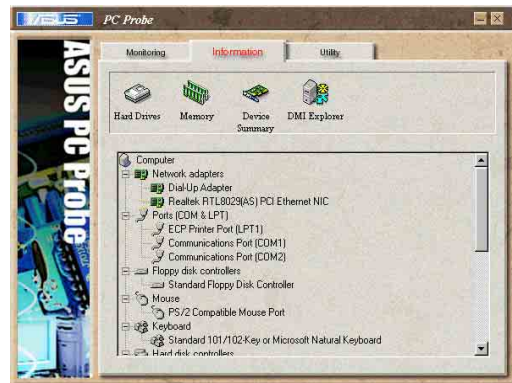 ASUS PC Probe
Monitoring Information Utility
Hard Drives Memory Device Summary DMI Explorer
ASUS PC Probe
Computer
Network adapters
Dial-Up Adapter
Realtek RTL8029(AS) PCI Ethernet NIC
Ports (COM & LPT)
ECP Printer Port (LPT1)
Communications Port (COM1)
Communications Port (COM2)
Floppy disk controllers
Standard Floppy Disk Controller
Mouse
PS/2 Compatible Mouse Port
Keyboard
Standard 101/102-Key or Microsoft Natural Keyboard
Hard disk controllers